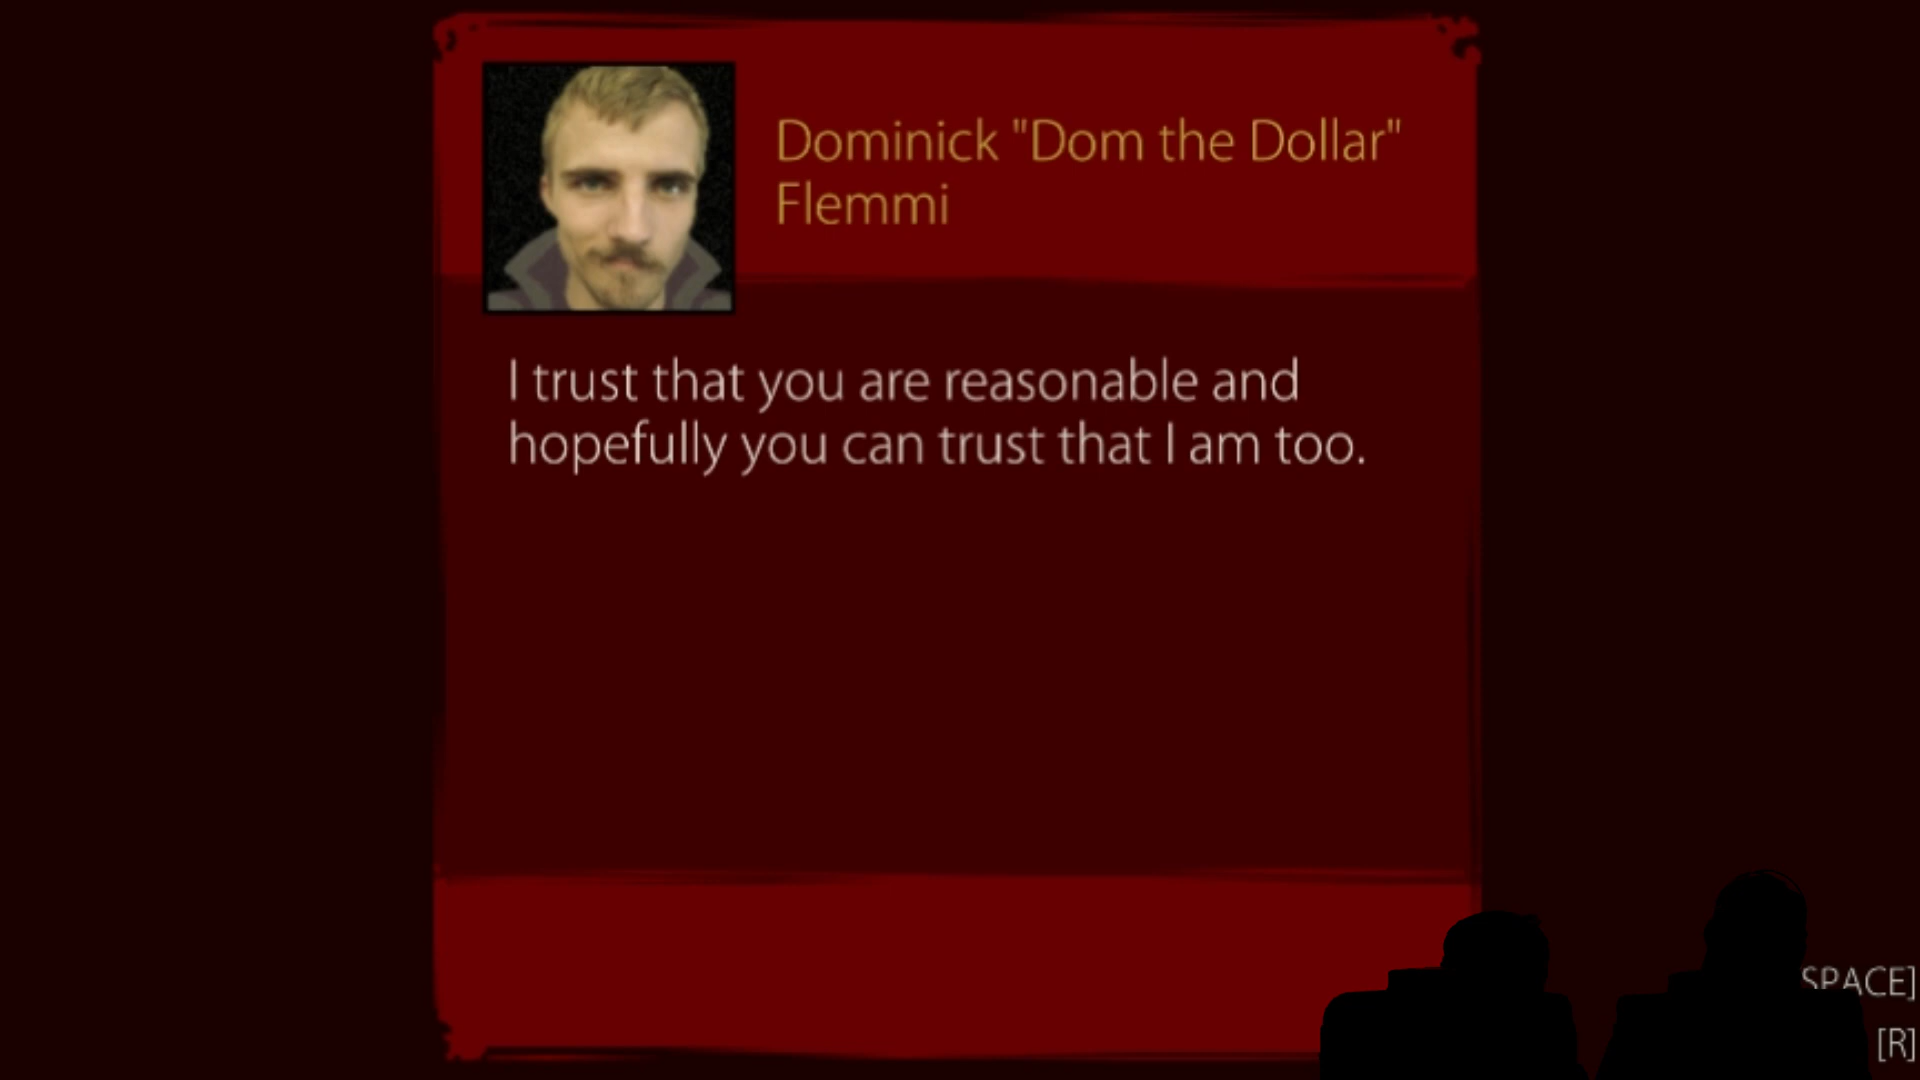 Dominick "Dom the Dollar"
Flemmi
I trust that you are reasonable and
hopefully you can trust that I am too.
SPACE]
[R]